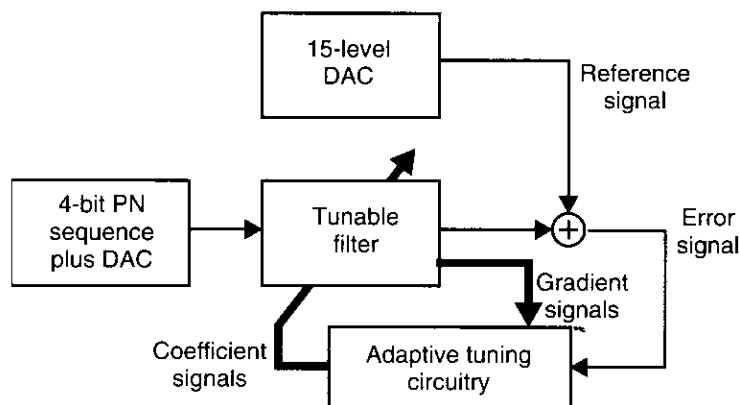 15-level
DAC
Reference
signal
4-bit PN
sequence
plus DAC
Tunable
filter
+
Error
signal
Gradient
signals
Coefficient
signals
Adaptive tuning
circuitry